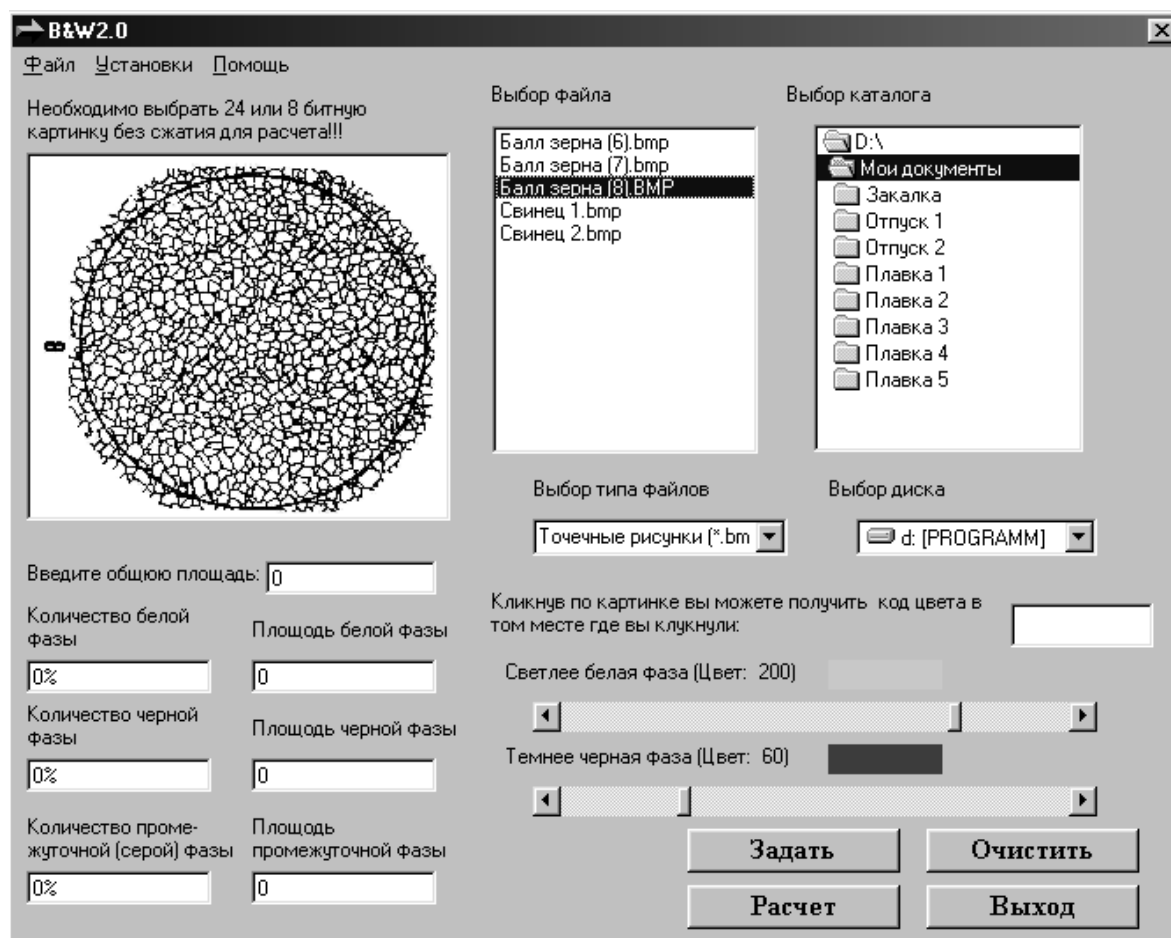 B&W2.0
Файл Установки Помощь
Необходимо выбрать 24 или 8 битную
картинку без сжатия для расчета!!!
8
Выбор файла
Балл зерна (6).bmp
Балл зерна (7).bmp
Балл зерна (8).BMP
Свинец 1.bmp
Свинец 2.bmp
Выбор каталога
D:\
Мои документы
Закалка
Отпуск 1
Отпуск 2
Плавка 1
Плавка 2
Плавка 3
Плавка 4
Плавка 5
Выбор типа файлов
Точечные рисунки (*.bm
Выбор диска
d: [PROGRAMM]
Введите общую площадь: 0
Количество белой
фазы
0%
Площодь белой фазы
0
Количество черной
фазы
0%
Площодь черной фазы
0
Количество проме-
жуточной (серой) фазы
0%
Площодь
промежуточной фазы
0
Кликнув по картинке вы можете получить код цвета в
том месте где вы клукнули:
Светлее белая фаза (Цвет: 200)
Темнее черная фаза (Цвет: 60)
Задать
Очистить
Расчет
Выход